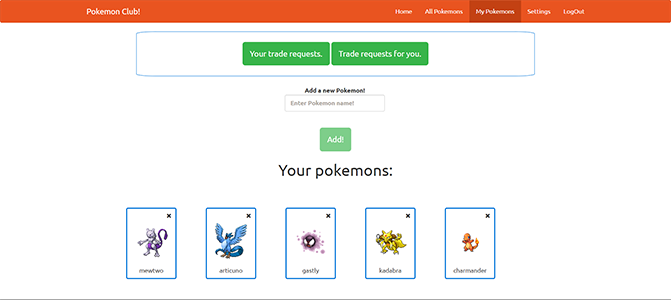 Pokemon Club! Home All Pokemons My Pokemons Settings LogOut
Your trade requests. Trade requests for you.
Add a new Pokemon!
Enter Pokemon name!
Add!
Your pokemons:
× × × × ×
mewtwo articuno gastly kadabra charmander